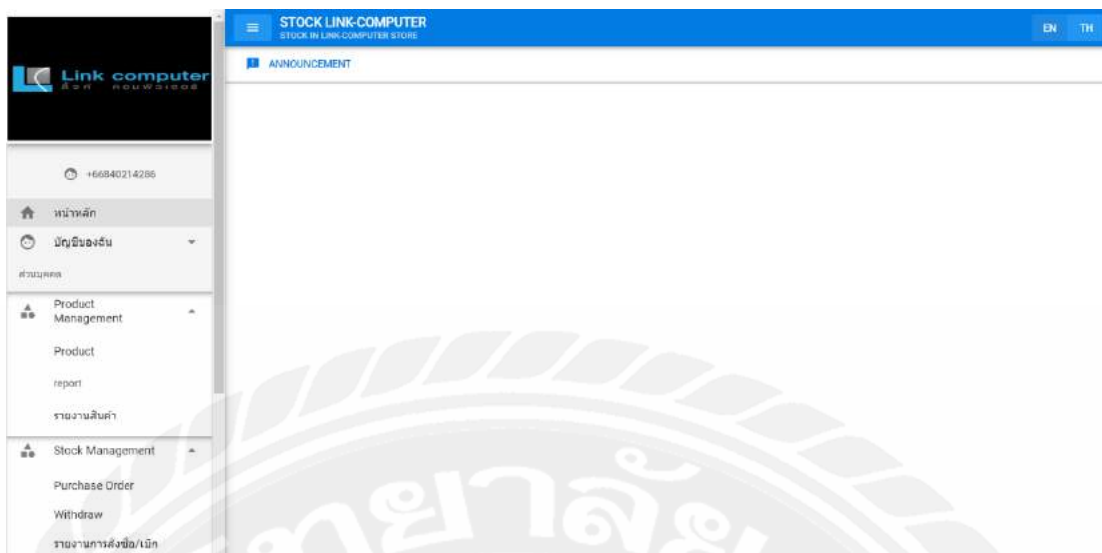 STOCK LINK-COMPUTER
STOCK IN LINK-COMPUTER STORE
EN TH
ANNOUNCEMENT
Link computer
+66840214286
หน้าหลัก
บัญชีของฉัน
ส่วนบุคคล
Product
Management
Product
report
รายงานสินค้า
Stock Management
Purchase Order
Withdraw
รายงานการสั่งซื้อ/เบิก